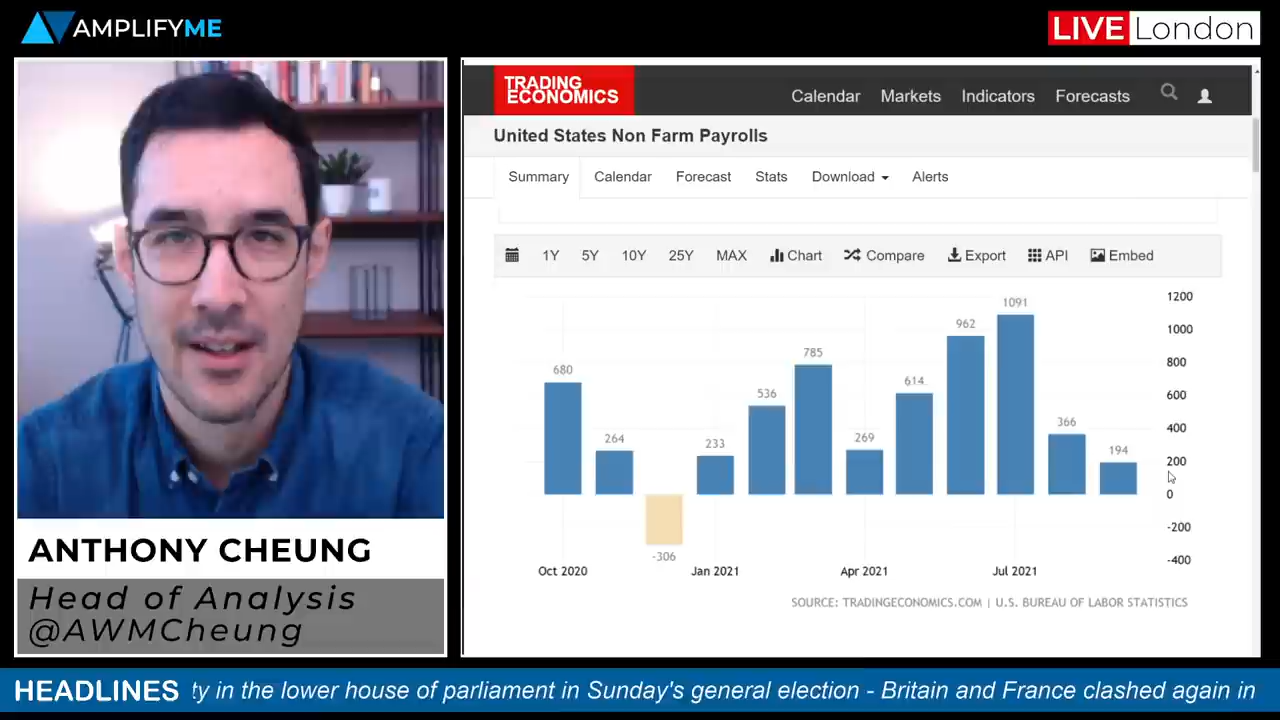 AMPLIFYME
LIVE London
TRADING
ECONOMICS
Calendar Markets Indicators Forecasts
United States Non Farm Payrolls
Summary Calendar Forecast Stats Download Alerts
1Y 5Y 10Y 25Y MAX Chart Compare Export API Embed
680
264
-306
233
536
785
269
614
962
1091
366
194
1200
1000
800
600
400
200
0
-200
-400
Oct 2020 Jan 2021 Apr 2021 Jul 2021
SOURCE: TRADINGECONOMICS.COM | U.S. BUREAU OF LABOR STATISTICS
ANTHONY CHEUNG
Head of Analysis
@AWMCheung
HEADLINES ty in the lower house of parliament in Sunday's general election - Britain and France clashed again in